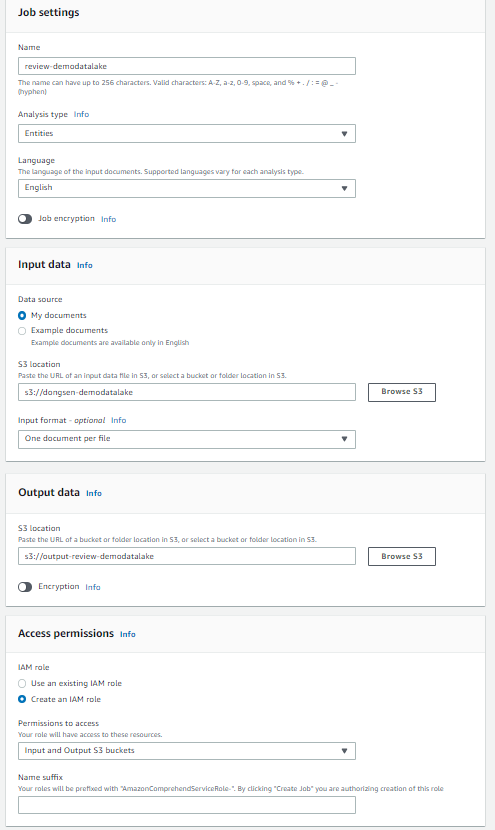 Job settings
Name
review-demodatalake
The name can have up to 256 characters. Valid characters: A-Z, a-z, 0-9, space, and % + . / : = @ _ -
(hyphen)
Analysis type Info
Entities
Language
The language of the input documents. Supported languages vary for each analysis type.
English
Job encryption Info
Input data Info
Data source
My documents
Example documents
Example documents are available only in English
S3 location
Paste the URL of an input data file in S3, or select a bucket or folder location in S3.
s3://dongsen-demodatalake
Browse S3
Input format - optional Info
One document per file
Output data Info
S3 location
Paste the URL of a bucket or folder location in S3, or select a bucket or folder location in S3.
s3://output-review-demodatalake
Browse S3
Encryption Info
Access permissions Info
IAM role
Use an existing IAM role
Create an IAM role
Permissions to access
Your role will have access to these resources.
Input and Output S3 buckets
Name suffix
Your roles will be prefixed with "AmazonComprehendServiceRole-". By clicking "Create Job" you are authorizing creation of this role